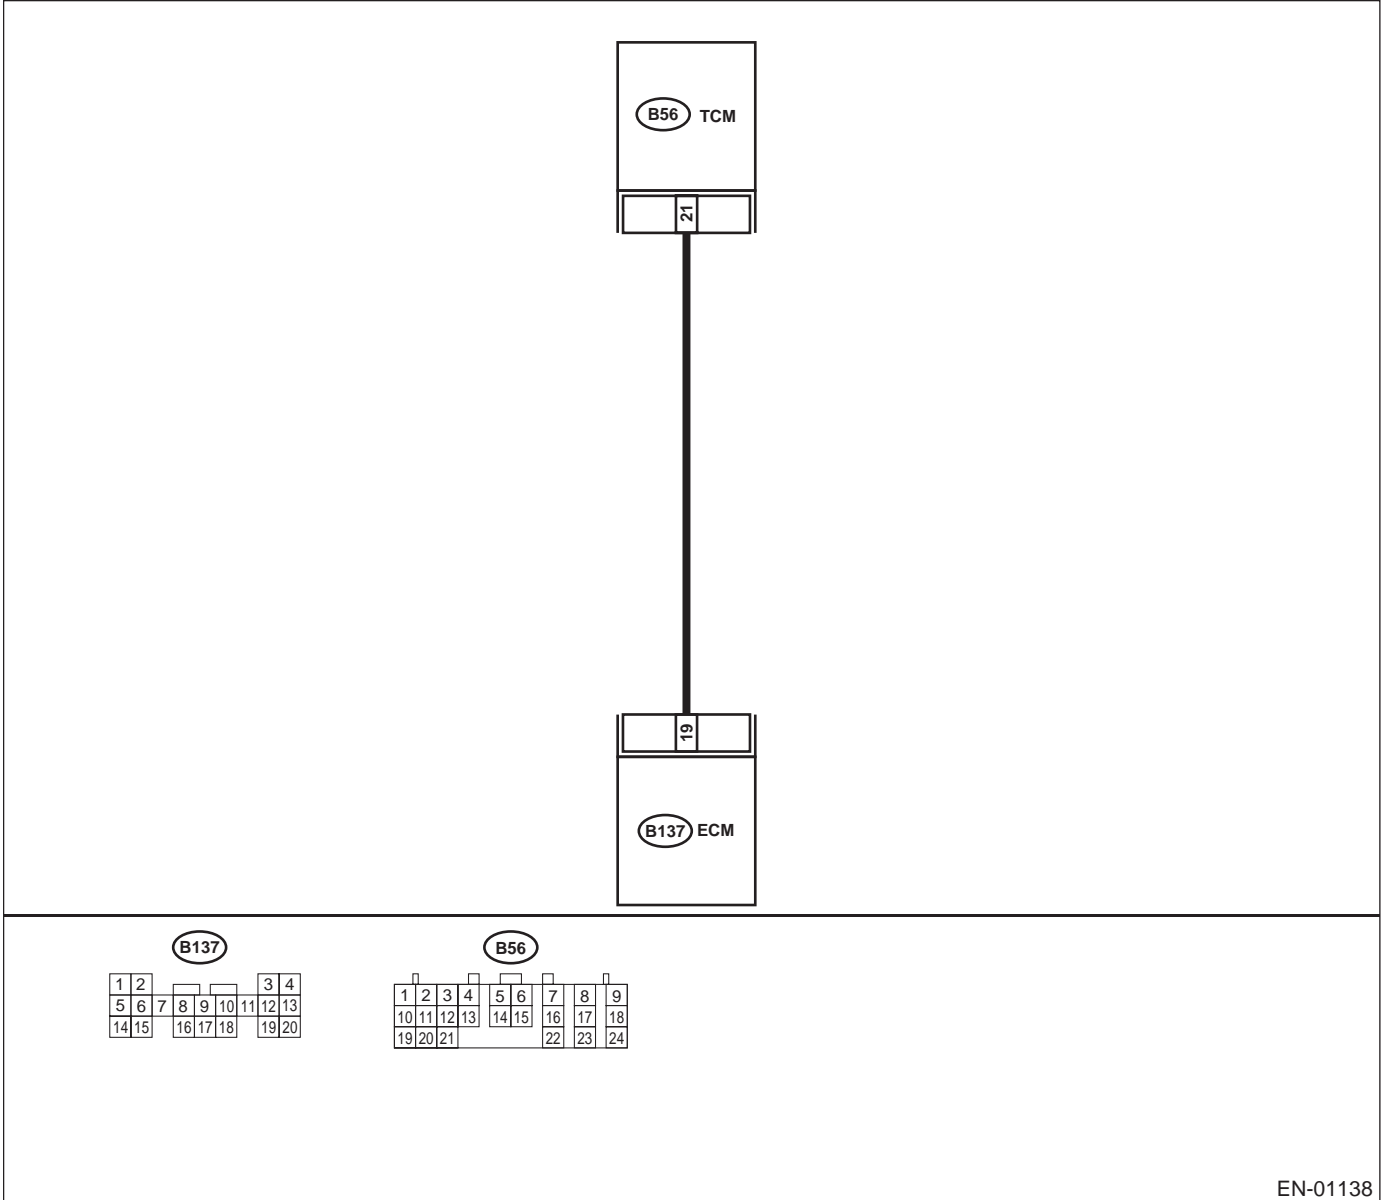 B56 TCM
21
19
B137 ECM
B137
1 2 3 4
5 6 7 8 9 10 11 12 13
14 15 16 17 18 19 20
B56
1 2 3 4 5 6 7 8 9
10 11 12 13 14 15 16 17 18
19 20 21 22 23 24
EN-01138